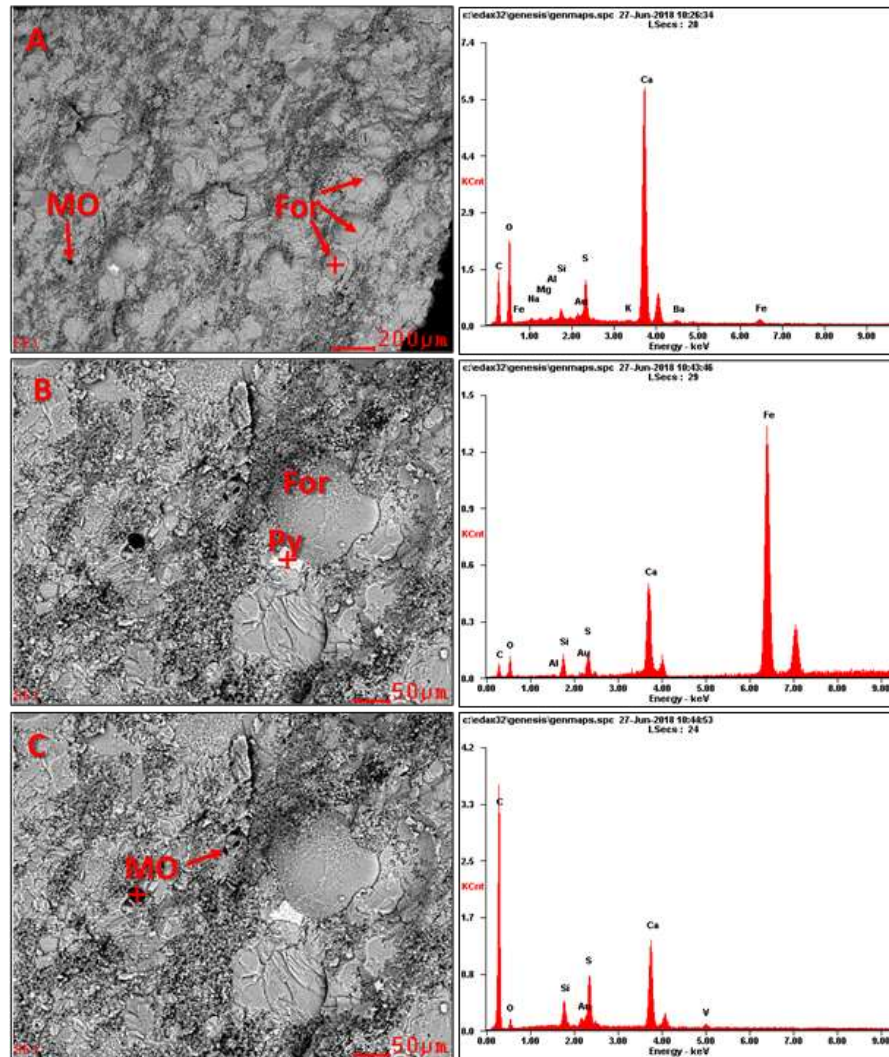 A
MO
For
200µm
c:\edax32\genesis\genmaps.spc 27-Jun-2018 10:26:34
LSecs : 20
7.4
5.9
4.4
KCnt
2.9
1.5
0.0
C
O
Fe
Na
Mg
Al
Si
Au
S
K
Ca
Ba
Fe
1.00 2.00 3.00 4.00 5.00 6.00 7.00 8.00 9.00
Energy - keV
B
For
Py
50µm
c:\edax32\genesis\genmaps.spc 27-Jun-2018 10:43:46
LSecs : 29
1.5
1.2
0.9
KCnt
0.6
0.3
0.0
C
O
Al
Si
Au
S
Ca
Fe
1.00 2.00 3.00 4.00 5.00 6.00 7.00 8.00 9.00
Energy - keV
C
MO
50µm
c:\edax32\genesis\genmaps.spc 27-Jun-2018 10:44:53
LSecs : 24
4.2
3.3
2.5
KCnt
1.7
0.8
0.0
C
O
Si
Au
S
Ca
V
0.00 1.00 2.00 3.00 4.00 5.00 6.00 7.00 8.00 9.00
Energy - keV